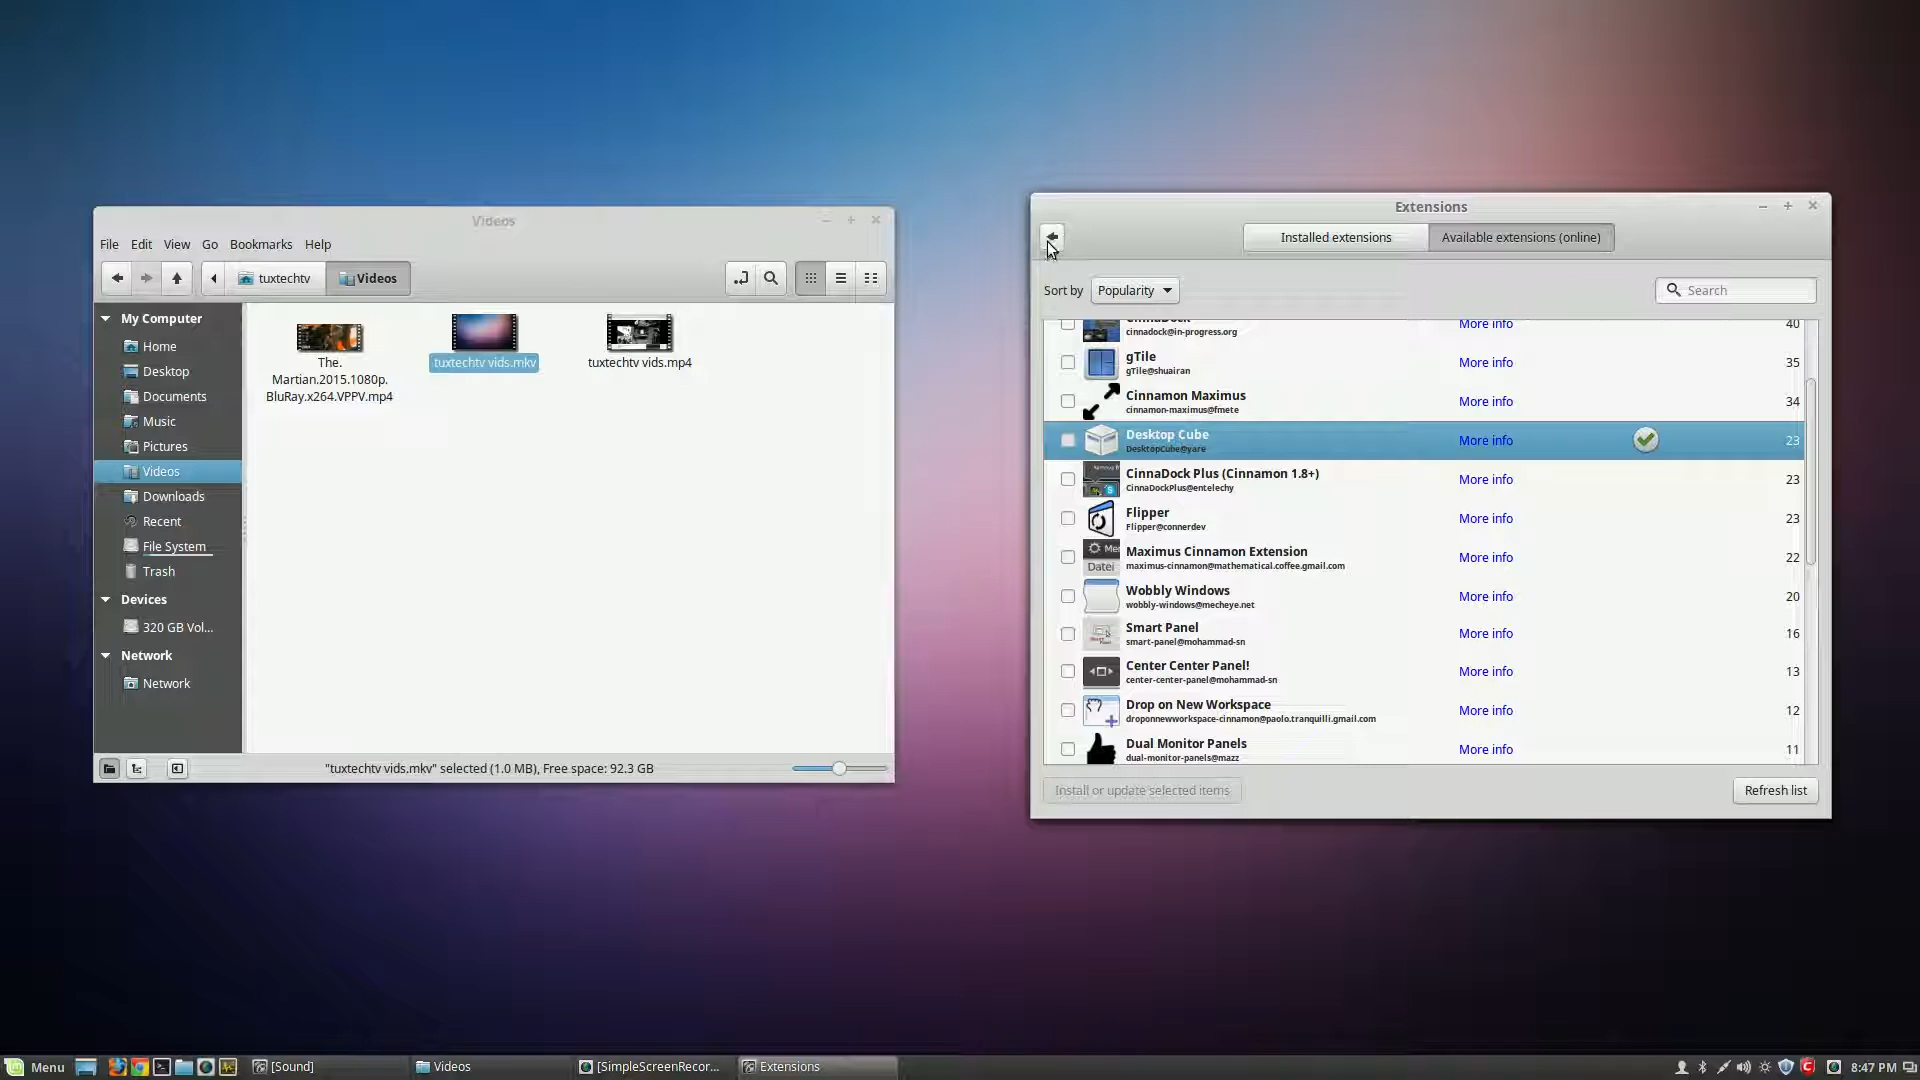 Videos
File Edit View Go Bookmarks Help
tuxtechtv
Videos
My Computer
Home
Desktop
Documents
Music
Pictures
Videos
Downloads
Recent
File System
Trash
Devices
320 GB Vol...
Network
Network
The.
Martian.2015.1080p.
BluRay.x264.VPPV.mp4
tuxtechtv vids.mkv
tuxtechtv vids.mp4
"tuxtechtv vids.mkv" selected (1.0 MB), Free space: 92.3 GB
Extensions
Installed extensions
Available extensions (online)
Sort by Popularity
Search
CinnaDock
cinnadock@in-progress.org
More info
40
gTile
gTile@shuairan
More info
35
Cinnamon Maximus
cinnamon-maximus@fmete
More info
34
Desktop Cube
DesktopCube@yare
More info
23
CinnaDock Plus (Cinnamon 1.8+)
CinnaDockPlus@entelechy
More info
23
Flipper
Flipper@connerdev
More info
23
Datei
Maximus Cinnamon Extension
maximus-cinnamon@mathematical.coffee.gmail.com
More info
22
Wobbly Windows
wobbly-windows@mecheye.net
More info
20
Smart Panel
smart-panel@mohammad-sn
More info
16
Center Center Panel!
center-center-panel@mohammad-sn
More info
13
Drop on New Workspace
droponnewworkspace-cinnamon@paolo.tranquilli.gmail.com
More info
12
Dual Monitor Panels
dual-monitor-panels@mazz
More info
11
Install or update selected items
Refresh list
Menu
[Sound]
Videos
[SimpleScreenRecor...
Extensions
8:47 PM